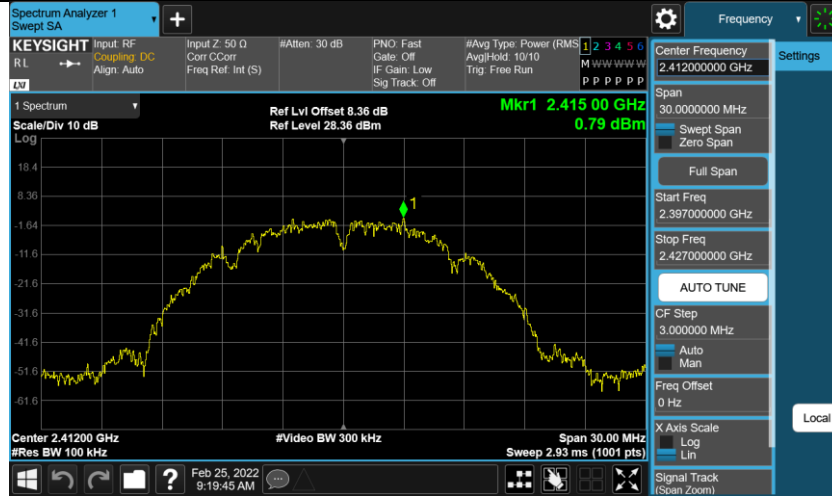 Spectrum Analyzer 1
Swept SA
Frequency
KEYSIGHT
RL
LXI
Input: RF
Coupling: DC
Align: Auto
Input Z: 50 Ω
Corr CCorr
Freq Ref: Int (S)
#Atten: 30 dB
PNO: Fast
Gate: Off
IF Gain: Low
Sig Track: Off
#Avg Type: Power (RMS
Avg|Hold: 10/10
Trig: Free Run
1 2 3 4 5 6
M W W W W W
P P P P P P
Center Frequency
2.412000000 GHz
Settings
Span
30.0000000 MHz
Swept Span
Zero Span
Full Span
Start Freq
2.397000000 GHz
Stop Freq
2.427000000 GHz
AUTO TUNE
CF Step
3.000000 MHz
Auto
Man
Freq Offset
0 Hz
X Axis Scale
Log
Lin
Signal Track
(Span Zoom)
Local
1 Spectrum
Scale/Div 10 dB
Log
Ref Lvl Offset 8.36 dB
Ref Level 28.36 dBm
Mkr1 2.415 00 GHz
0.79 dBm
18.4
8.36
-1.64
-11.6
-21.6
-31.6
-41.6
-51.6
-61.6
1
Center 2.41200 GHz
#Res BW 100 kHz
#Video BW 300 kHz
Span 30.00 MHz
Sweep 2.93 ms (1001 pts)
?
Feb 25, 2022
9:19:45 AM